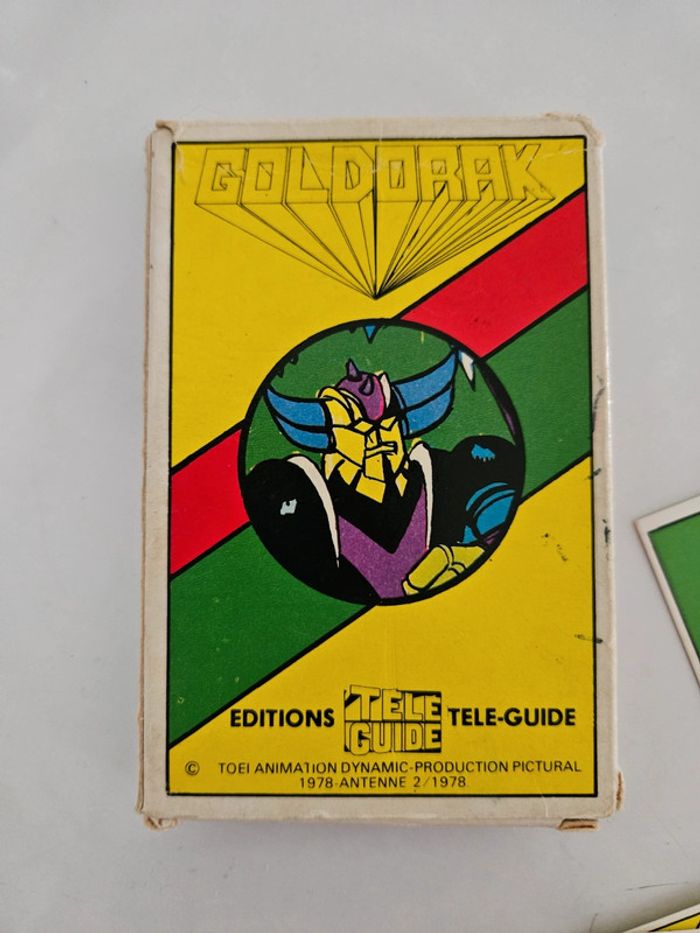 GOLDORAK
EDITIONS TELE GUIDE TELE-GUIDE
© TOEI ANIMATION DYNAMIC-PRODUCTION PICTURAL
1978-ANTENNE 2/1978